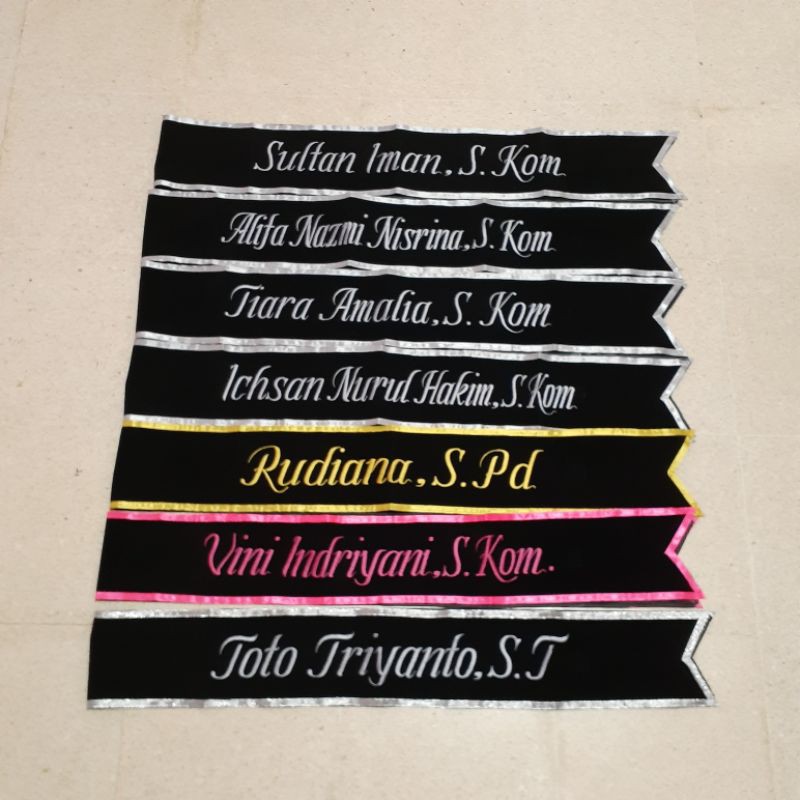 Sultan Iman, S. Kom
Alifa Nazmi Nisrina, S. Kom
Tiara Amalia, S. Kom
Ichsan Nurul Hakim, S. Kom
Rudiana, S. Pd
Vini Indriyani, S. Kom.
Toto Triyanto, S.T